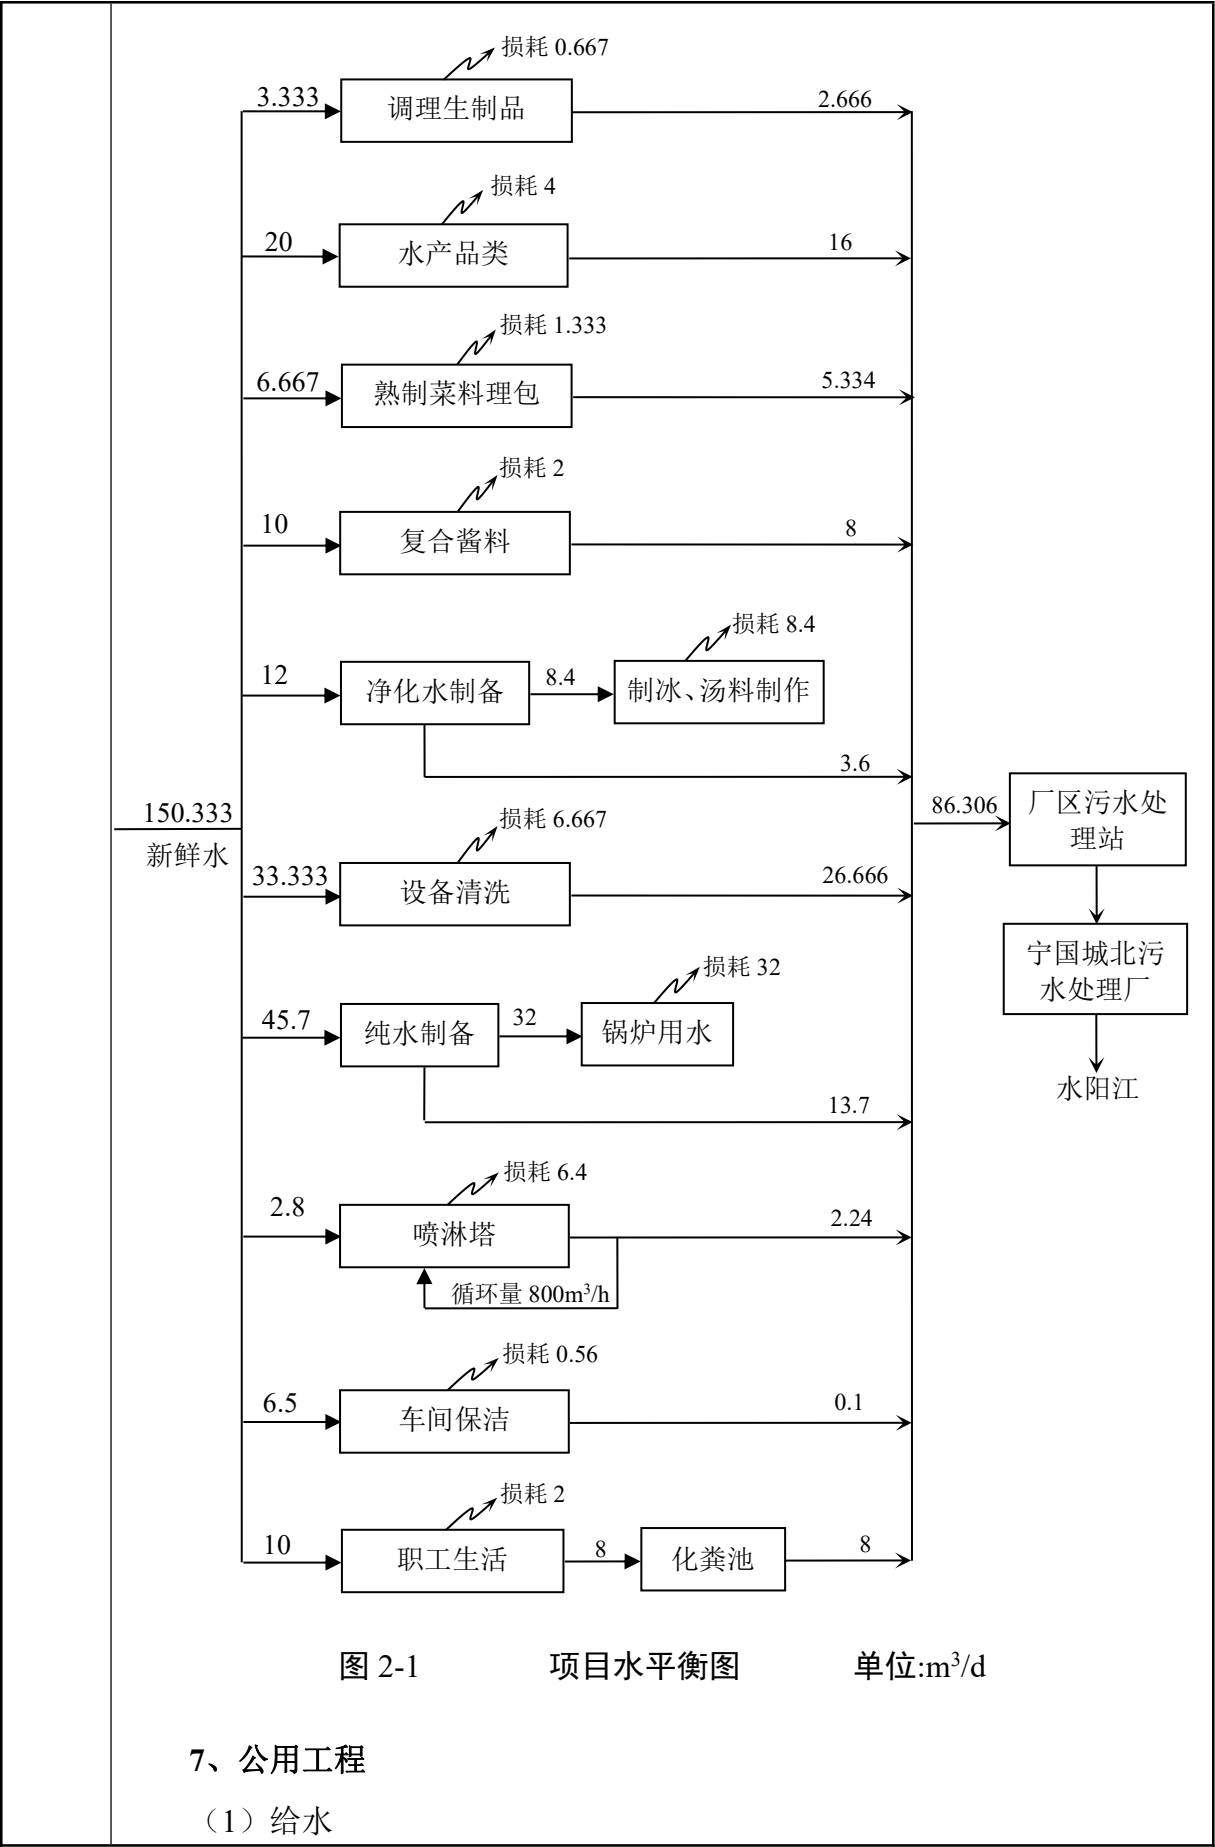 损耗 0.667
3.333
调理生制品
2.666
损耗 4
20
水产品类
16
损耗 1.333
6.667
熟制菜料理包
5.334
损耗 2
10
复合酱料
8
损耗 8.4
12
净化水制备
8.4
制冰、汤料制作
3.6
150.333
新鲜水
86.306
厂区污水处
理站
损耗 6.667
33.333
设备清洗
26.666
宁国城北污
水处理厂
水阳江
损耗 32
45.7
纯水制备
32
锅炉用水
13.7
损耗 6.4
2.8
喷淋塔
2.24
循环量 800m³/h
损耗 0.56
6.5
车间保洁
0.1
损耗 2
10
职工生活
8
化粪池
8
图 2-1 项目水平衡图 单位:m³/d
7、公用工程
（1）给水